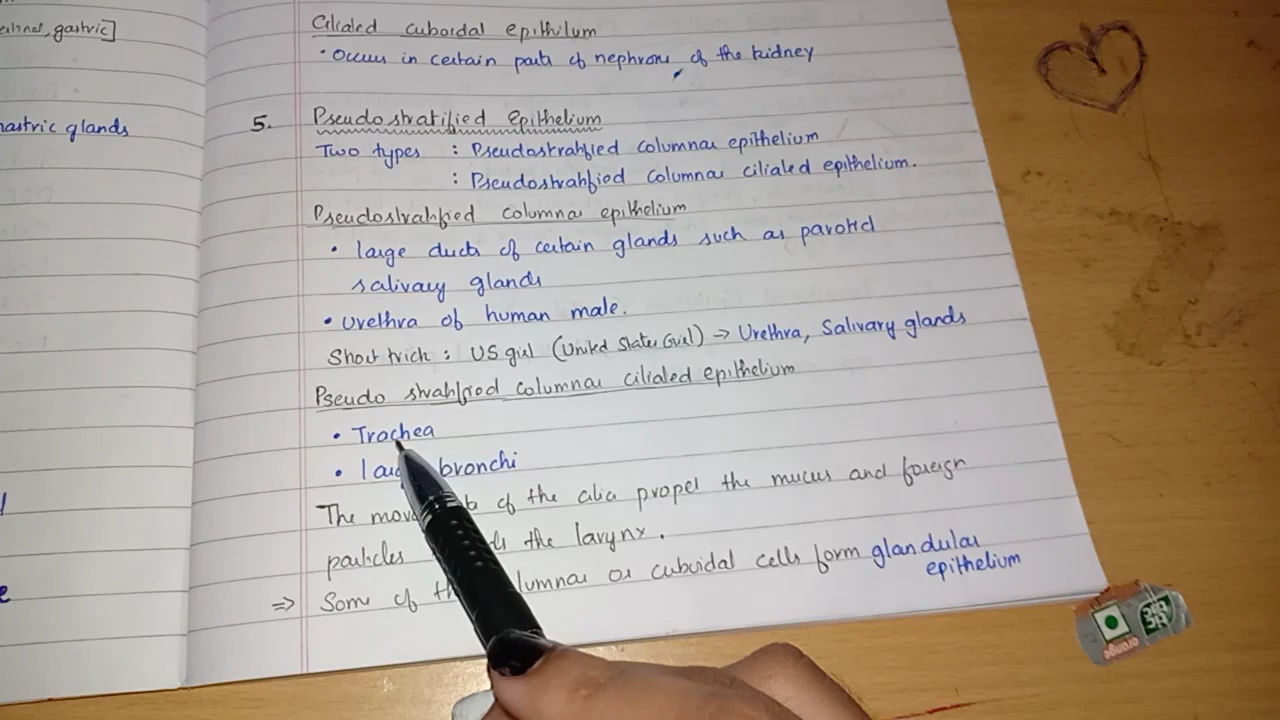 gastric]
gastric glands
Ciliated cuboidal epithilum
• Occurs in certain parts of nephrons, of the kidney
5. Pseudostratified Epithelium
Two types : Pseudostratified columnar epithelium
: Pseudostratified columnar ciliated epithelium.
Pseudostratified columna epithelium
• large ducts of certain glands such as parotid
salivary glands
• Urethra of human male.
Short trick : US girl (United States Girl) → Urethra, Salivary glands
Pseudo stratified columnar ciliated epithelium
• Trachea
• bronchi
The of the cilia propel the mucus and foreign
particles the larynx.
⇒ Some of or cuboidal cells form glandular
epithelium
orange